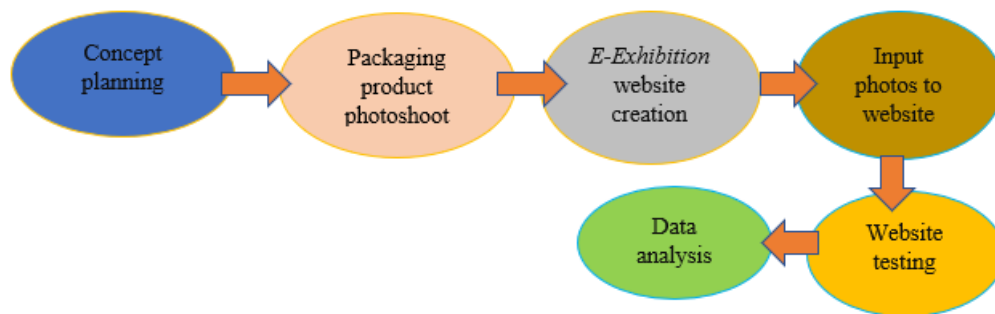 Concept
planning
Packaging
product
photoshoot
E-Exhibition
website
creation
Input
photos to
website
Website
testing
Data
analysis